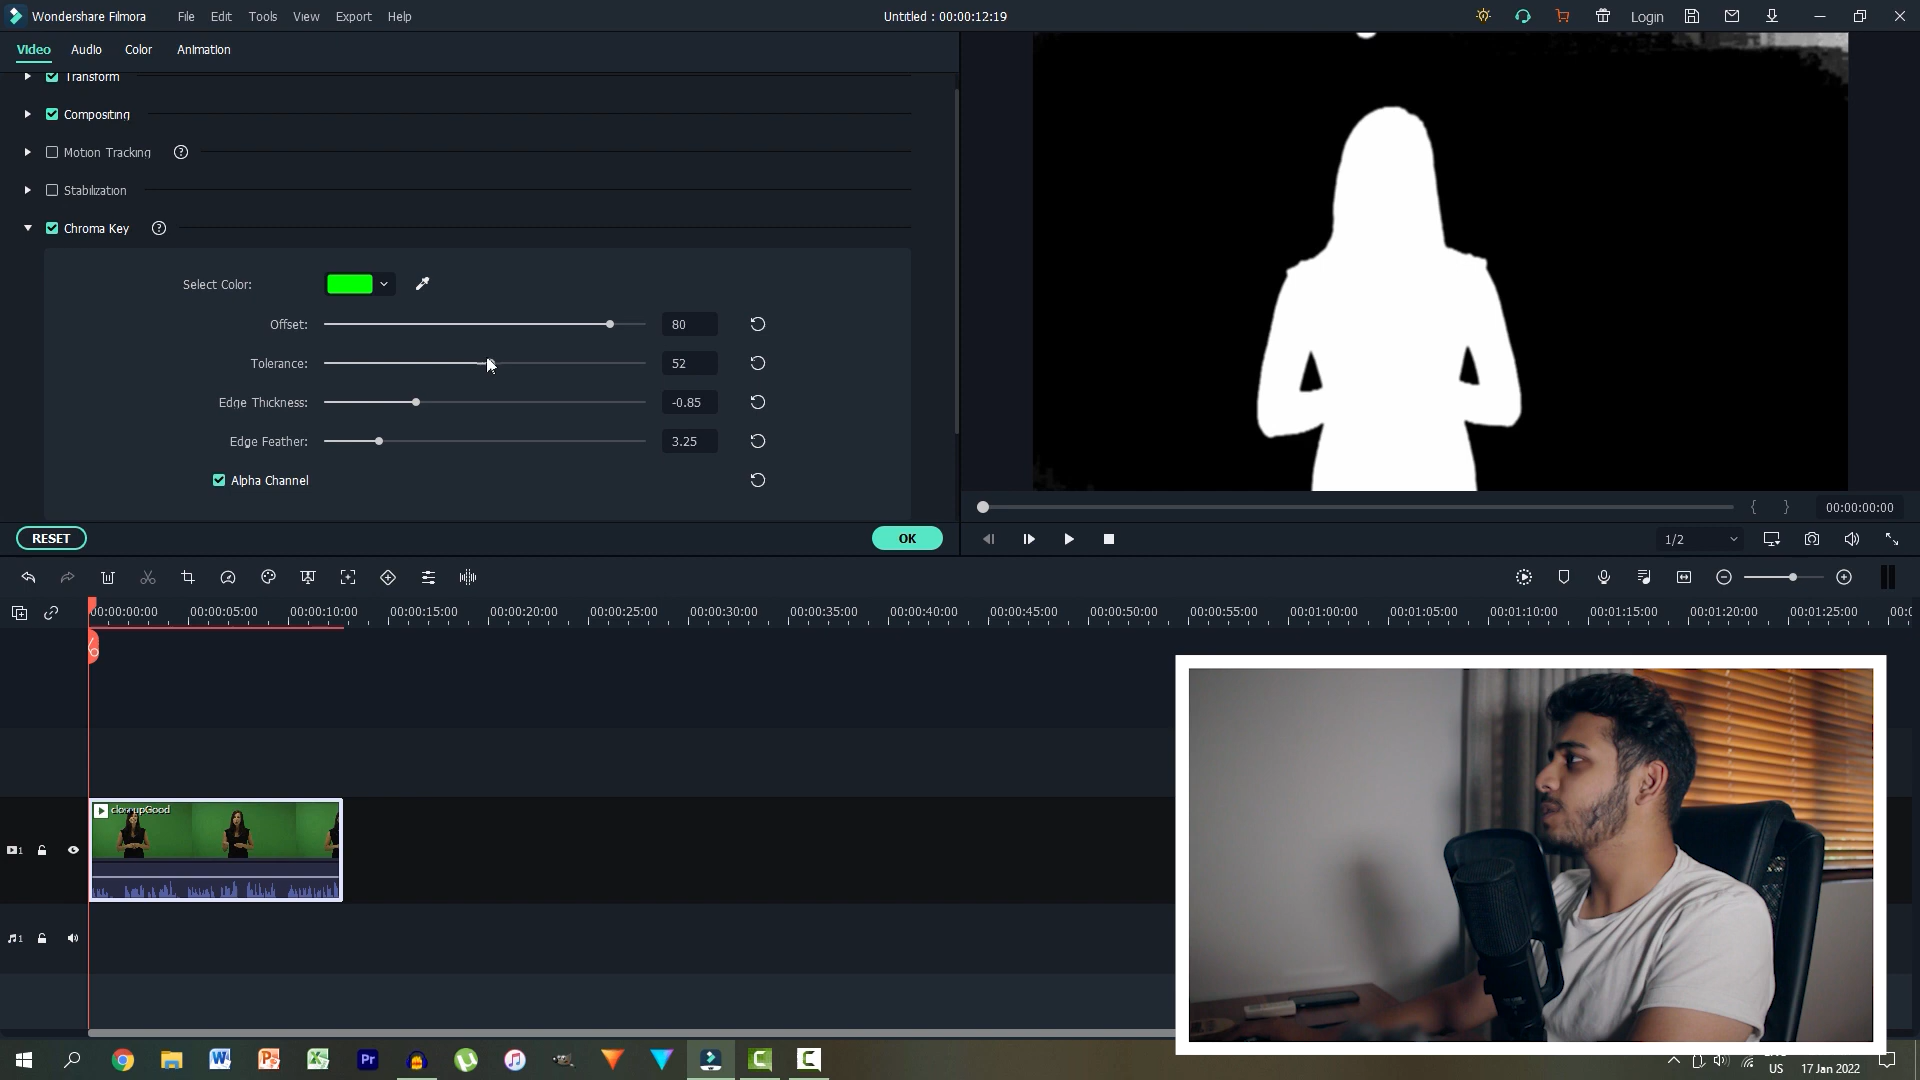 Wondershare Filmora File Edit Tools View Export Help Untitled : 00:00:12:19 Login
Video Audio Color Animation
Transform
Compositing
Motion Tracking ?
Stabilization
Chroma Key ?
Select Color:
Offset: 80
Tolerance: 52
Edge Thickness: -0.85
Edge Feather: 3.25
Alpha Channel
{ } 00:00:00:00
RESET OK 1/2
00:00:00:00 00:00:05:00 00:00:10:00 00:00:15:00 00:00:20:00 00:00:25:00 00:00:30:00 00:00:35:00 00:00:40:00 00:00:45:00 00:00:50:00 00:00:55:00 00:01:00:00 00:01:05:00 00:01:10:00 00:01:15:00 00:01:20:00 00:01:25:00
closeupGood
1
1
Pr
US 17 Jan 2022